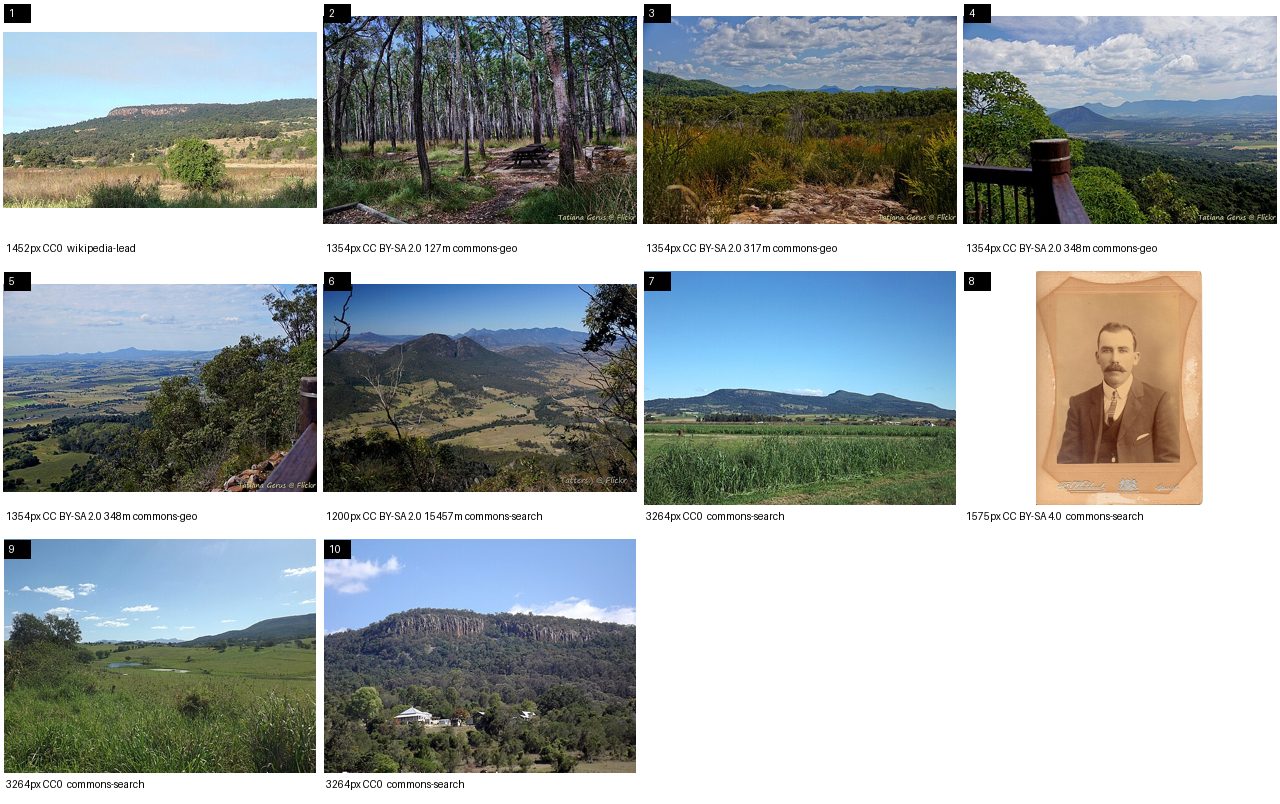 1
2
3
4
Tatiana Gerus @ Flickr
Tatiana Gerus @ Flickr
Tatiana Gerus @ Flickr
1452px CC0 wikipedia-lead
1354px CC BY-SA 2.0 127m commons-geo
1354px CC BY-SA 2.0 317m commons-geo
1354px CC BY-SA 2.0 348m commons-geo
5
6
7
8
Tatiana Gerus @ Flickr
Tatters:) @ Flickr
1354px CC BY-SA 2.0 348m commons-geo
1200px CC BY-SA 2.0 15457m commons-search
3264px CC0 commons-search
1575px CC BY-SA 4.0 commons-search
9
10
3264px CC0 commons-search
3264px CC0 commons-search